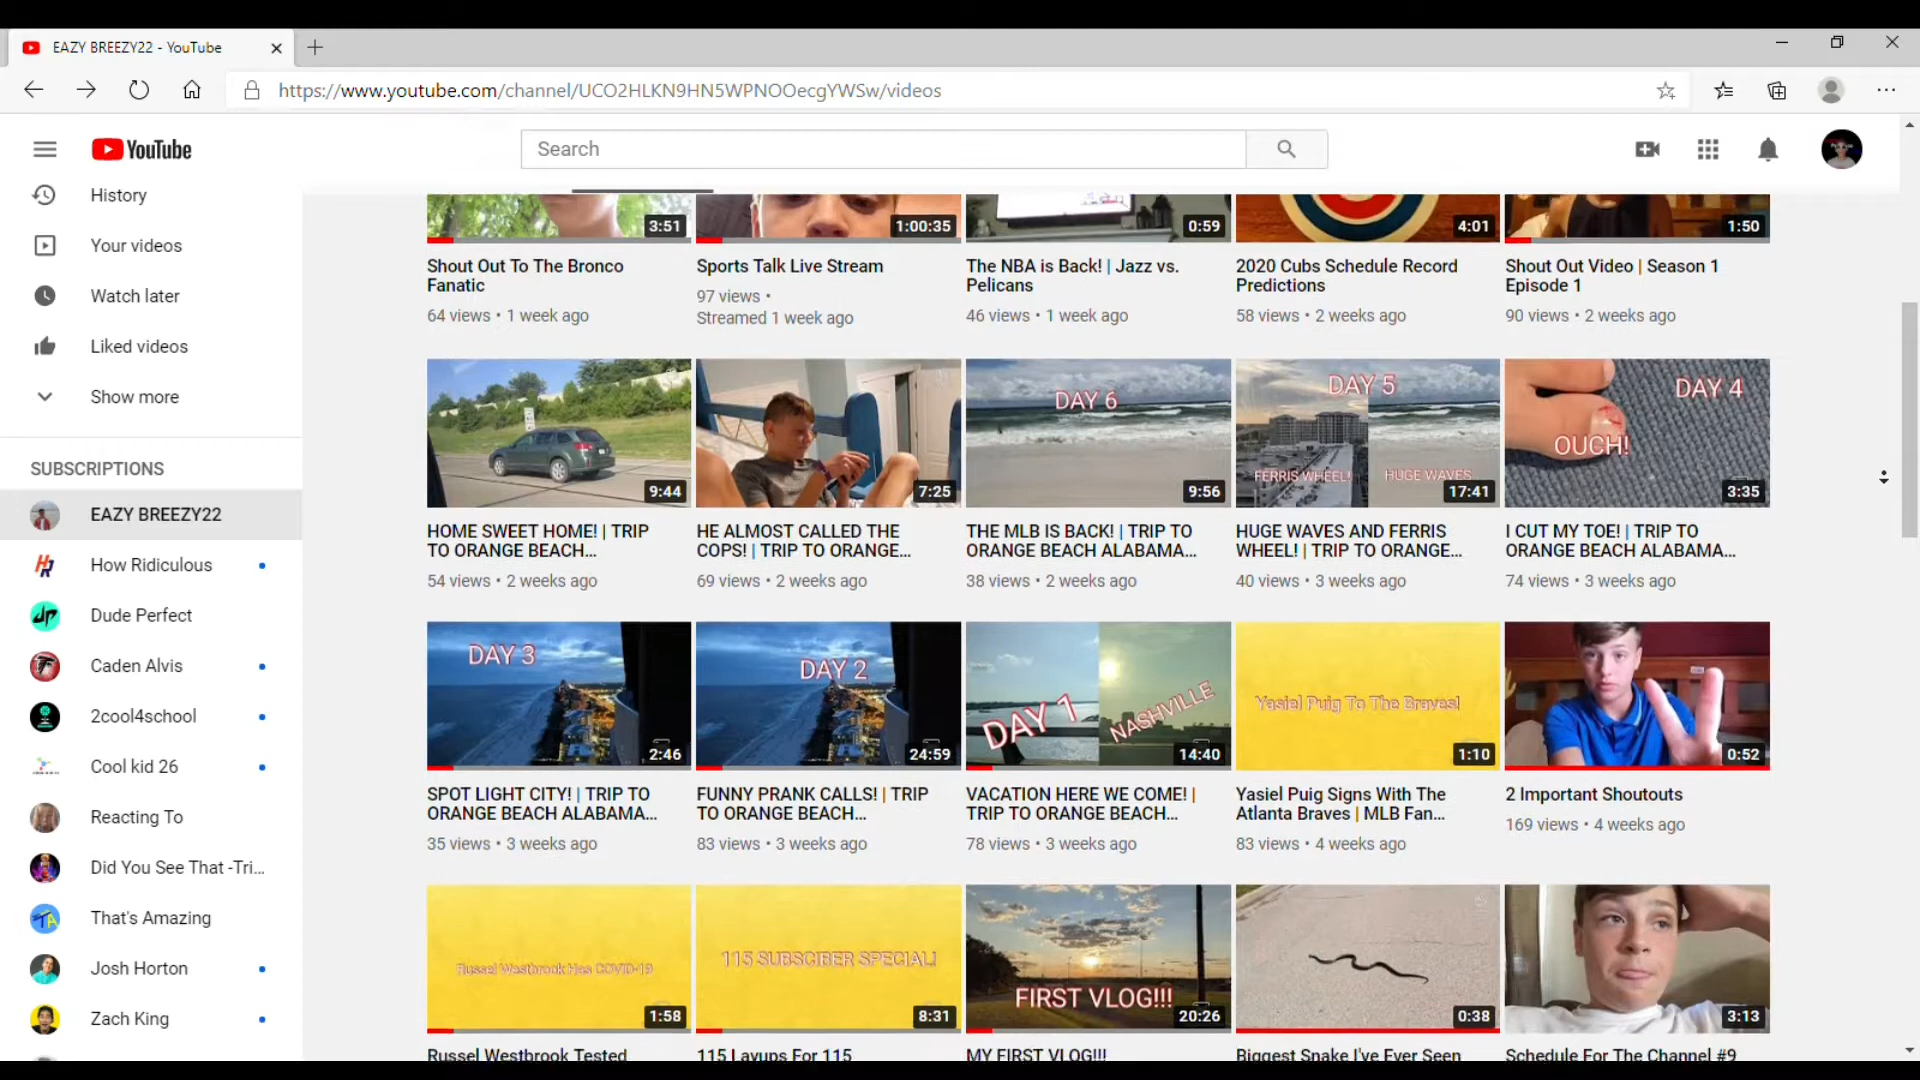 EAZY BREEZY22 - YouTube
https://www.youtube.com/channel/UCO2HLKN9HN5WPNOOecgYWSw/videos
YouTube
Search
History
Your videos
Watch later
Liked videos
Show more
SUBSCRIPTIONS
EAZY BREEZY22
How Ridiculous
Dude Perfect
Caden Alvis
2cool4school
Cool kid 26
Reacting To
Did You See That -Tri...
That's Amazing
Josh Horton
Zach King
3:51
1:00:35
0:59
4:01
1:50
Shout Out To The Bronco
Fanatic
64 views • 1 week ago
Sports Talk Live Stream
97 views •
Streamed 1 week ago
The NBA is Back! | Jazz vs.
Pelicans
46 views • 1 week ago
2020 Cubs Schedule Record
Predictions
58 views • 2 weeks ago
Shout Out Video | Season 1
Episode 1
90 views • 2 weeks ago
9:44
7:25
DAY 6
9:56
DAY 5
FERRIS WHEEL!
HUGE WAVES
17:41
DAY 4
OUCH!
3:35
HOME SWEET HOME! | TRIP
TO ORANGE BEACH...
54 views • 2 weeks ago
HE ALMOST CALLED THE
COPS! | TRIP TO ORANGE...
69 views • 2 weeks ago
THE MLB IS BACK! | TRIP TO
ORANGE BEACH ALABAMA...
38 views • 2 weeks ago
HUGE WAVES AND FERRIS
WHEEL! | TRIP TO ORANGE...
40 views • 3 weeks ago
I CUT MY TOE! | TRIP TO
ORANGE BEACH ALABAMA...
74 views • 3 weeks ago
DAY 3
2:46
DAY 2
24:59
DAY 1
NASHVILLE
14:40
Yasiel Puig To The Braves!
1:10
0:52
SPOT LIGHT CITY! | TRIP TO
ORANGE BEACH ALABAMA...
35 views • 3 weeks ago
FUNNY PRANK CALLS! | TRIP
TO ORANGE BEACH...
83 views • 3 weeks ago
VACATION HERE WE COME! |
TRIP TO ORANGE BEACH...
78 views • 3 weeks ago
Yasiel Puig Signs With The
Atlanta Braves | MLB Fan...
83 views • 4 weeks ago
2 Important Shoutouts
169 views • 4 weeks ago
Russel Westbrook Has COVID-19
1:58
115 SUBSCIBER SPECIAL!
8:31
FIRST VLOG!!!
20:26
0:38
3:13
Russel Westbrook Tested
115 Layups For 115
MY FIRST VLOG!!!
Biggest Snake I've Ever Seen
Schedule For The Channel #9